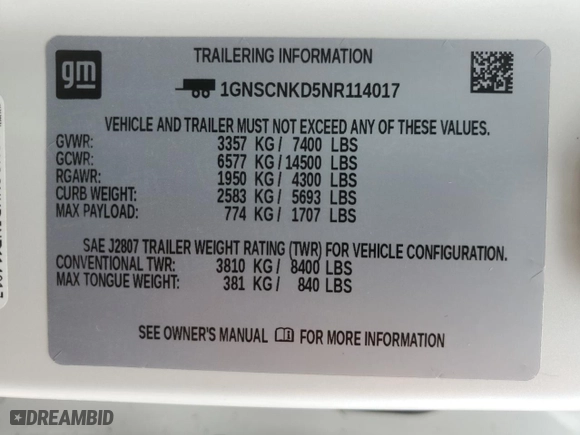 gm
TRAILERING INFORMATION
1GNSCNKD5NR114017
VEHICLE AND TRAILER MUST NOT EXCEED ANY OF THESE VALUES.
GVWR: 3357 KG / 7400 LBS
GCWR: 6577 KG / 14500 LBS
RGAWR: 1950 KG / 4300 LBS
CURB WEIGHT: 2583 KG / 5693 LBS
MAX PAYLOAD: 774 KG / 1707 LBS
SAE J2807 TRAILER WEIGHT RATING (TWR) FOR VEHICLE CONFIGURATION.
CONVENTIONAL TWR: 3810 KG / 8400 LBS
MAX TONGUE WEIGHT: 381 KG / 840 LBS
SEE OWNER'S MANUAL FOR MORE INFORMATION
DREAMBID